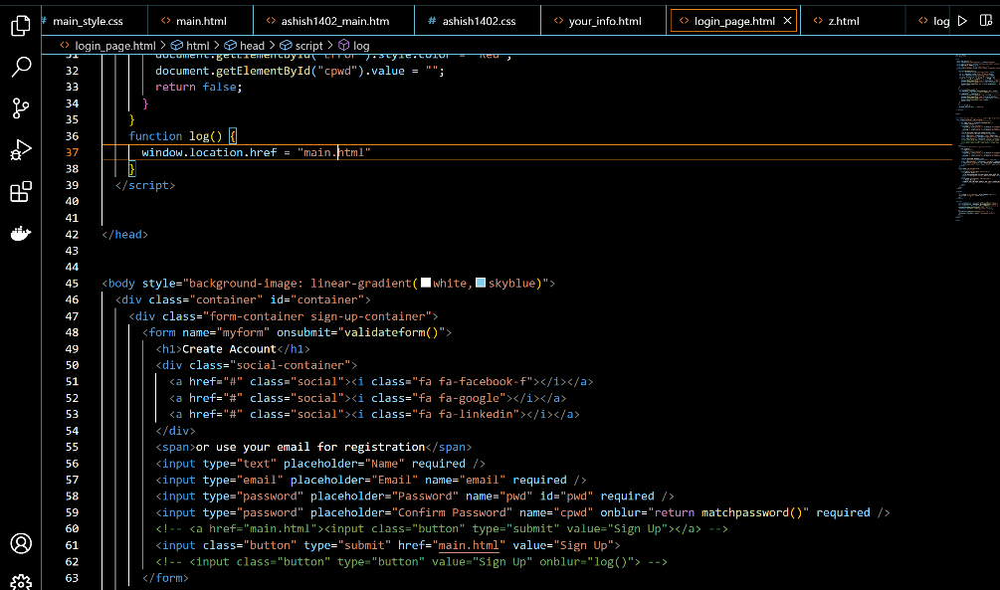 main_style.css
main.html
ashish1402_main.htm
ashish1402.css
your_info.html
login_page.html
z.html
log
login_page.html > html > head > script > log
document.getElementById("Error").style.color = "Red";
32 document.getElementById("cpwd").value = "";
33 return false;
34 }
35 }
36 function log() {
37 window.location.href = "main.html"
38 }
39 </script>
40
41
42 </head>
43
44
45 <body style="background-image: linear-gradient(white,skyblue)">
46 <div class="container" id="container">
47 <div class="form-container sign-up-container">
48 <form name="myform" onsubmit="validateform()">
49 <h1>Create Account</h1>
50 <div class="social-container">
51 <a href="#" class="social"><i class="fa fa-facebook-f"></i></a>
52 <a href="#" class="social"><i class="fa fa-google"></i></a>
53 <a href="#" class="social"><i class="fa fa-linkedin"></i></a>
54 </div>
55 <span>or use your email for registration</span>
56 <input type="text" placeholder="Name" required />
57 <input type="email" placeholder="Email" name="email" required />
58 <input type="password" placeholder="Password" name="pwd" id="pwd" required />
59 <input type="password" placeholder="Confirm Password" name="cpwd" onblur="return matchpassword()" required />
60 <!-- <a href="main.html"><input class="button" type="submit" value="Sign Up"></a> -->
61 <input class="button" type="submit" href="main.html" value="Sign Up">
62 <!-- <input class="button" type="button" value="Sign Up" onblur="log()"> -->
63 </form>